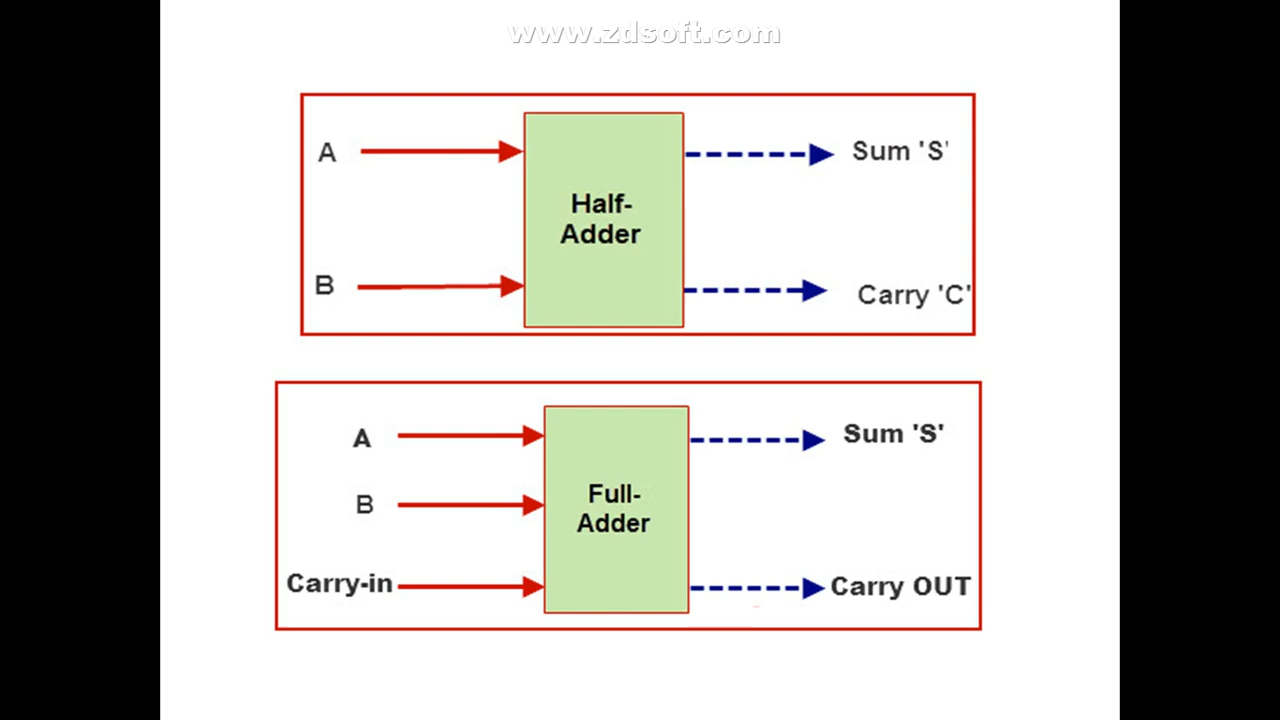 www.zdsoft.com
A
Sum 'S'
Half-
Adder
B
Carry 'C'
A
Sum 'S'
B
Full-
Adder
Carry-in
Carry OUT